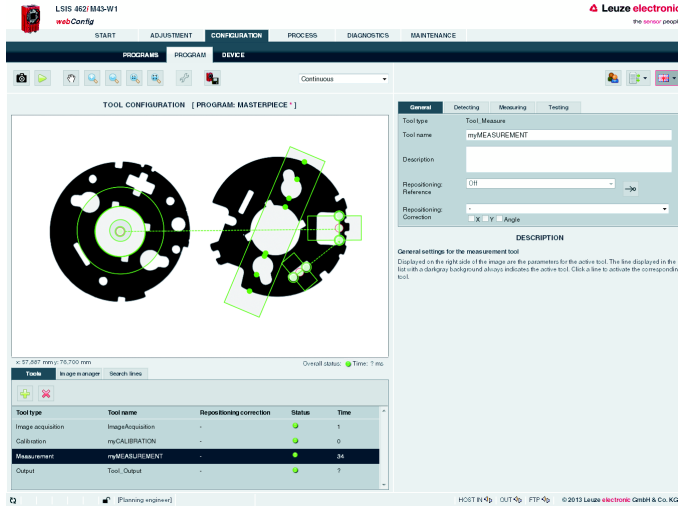 LSIS 462i M43-W1
webConfig
Leuze electronic
the sensor peopl
START ADJUSTMENT CONFIGURATION PROCESS DIAGNOSTICS MAINTENANCE
PROGRAMS PROGRAM DEVICE
Continuous
TOOL CONFIGURATION [ PROGRAM: MASTERPIECE * ]
General Detecting Measuring Testing
Tool type Tool_Measure
Tool name myMEASUREMENT
Description
Repositioning: Reference Off
Repositioning: Correction -
X Y Angle
DESCRIPTION
General settings for the measurement tool
Displayed on the right side of the image are the parameters for the active tool. The line displayed in the
list with a darkgray background always indicates the active tool. Click a line to activate the correspondin
tool.
x: 57,887 mm y: 76,700 mm
Overall status: Time: ? ms
Tools Image manager Search lines
Tool type Tool name Repositioning correction Status Time
Image acquisition ImageAcquisition - 1
Calibration myCALIBRATION - 0
Measurement myMEASUREMENT - 34
Output Tool_Output - ?
[Planning engineer] HOST IN OUT FTP © 2013 Leuze electronic GmbH & Co. KG